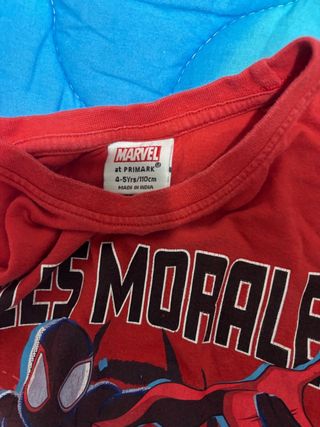 MARVEL
at PRIMARK®
4-5Yrs/110cm
MADE IN INDIA
LES MORALE